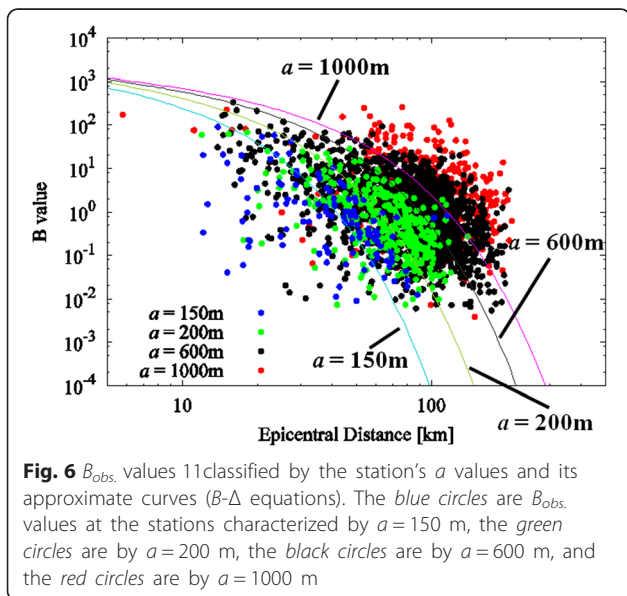 10⁴
10³
10²
10¹
10⁰
10⁻¹
10⁻²
10⁻³
10⁻⁴
B value
a = 1000m
a = 600m
a = 150m
a = 200m
a = 150m
a = 200m
a = 600m
a = 1000m
10
100
Epicentral Distance [km]
Fig. 6 B_obs. values 11classified by the station's a values and its
approximate curves (B-Δ equations). The blue circles are B_obs.
values at the stations characterized by a = 150 m, the green
circles are by a = 200 m, the black circles are by a = 600 m, and
the red circles are by a = 1000 m